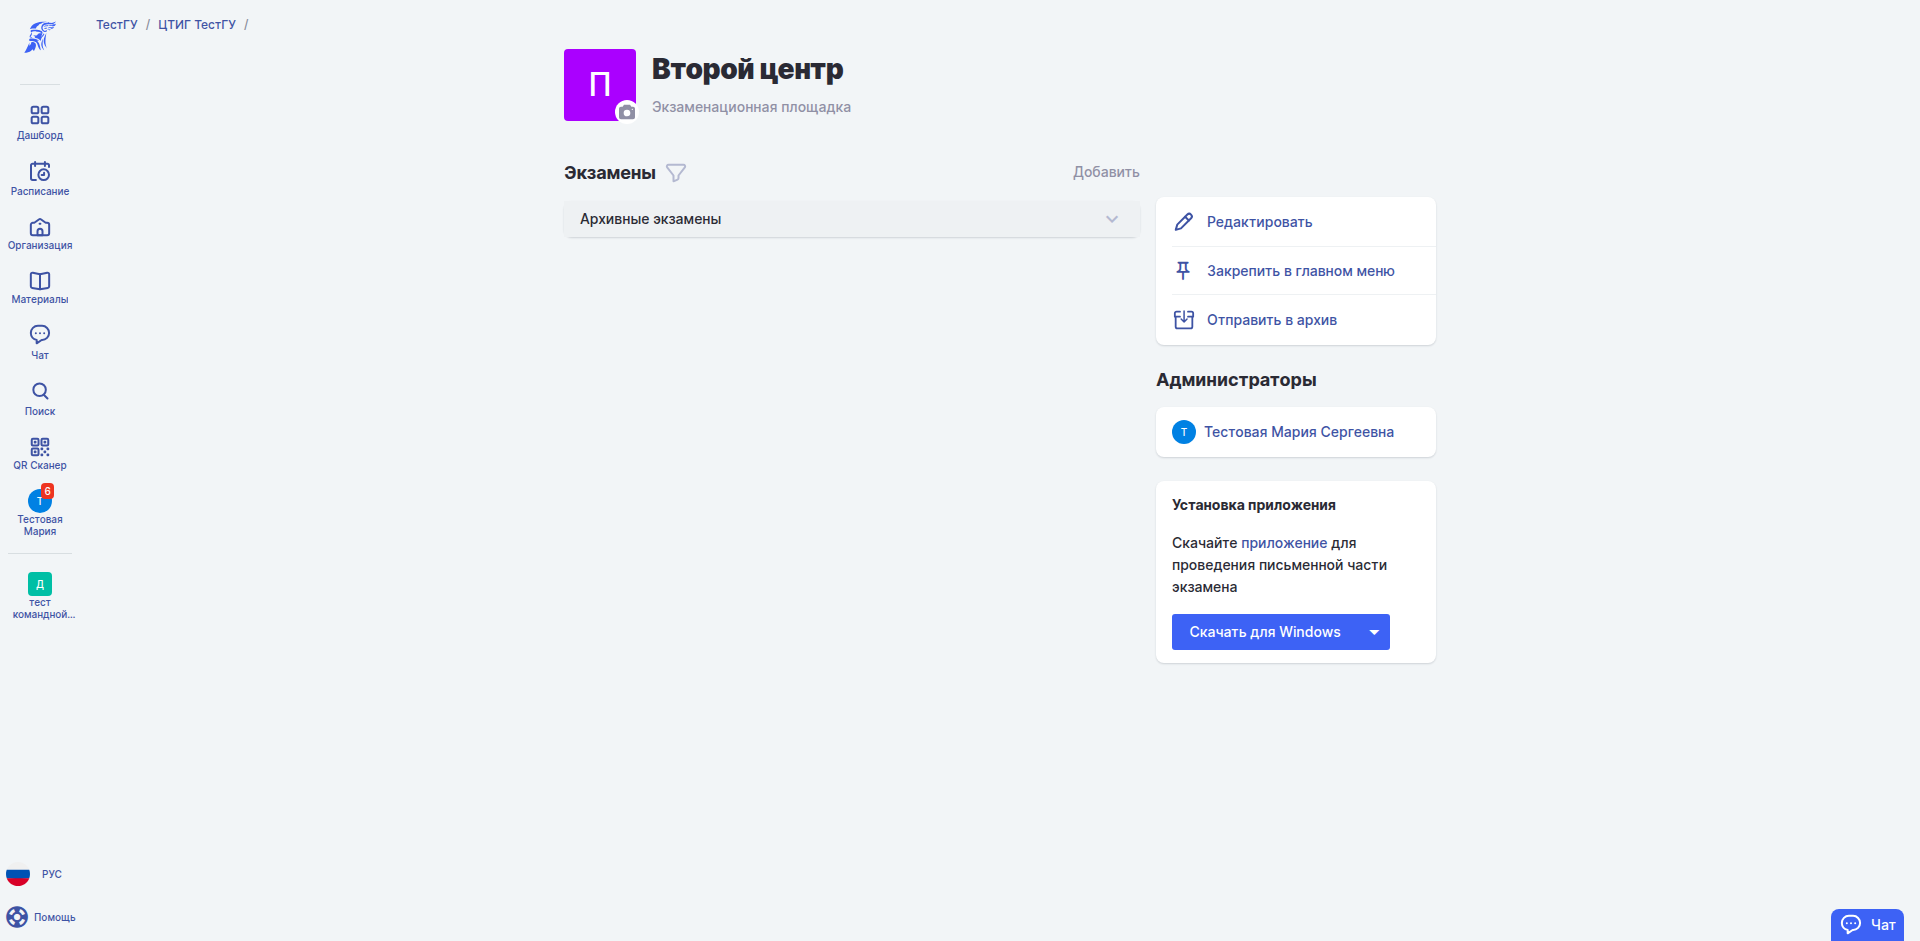 ТестГУ / ЦТИГ ТестГУ /
П
Второй центр
Экзаменационная площадка
Дашборд
Расписание
Организация
Материалы
Чат
Поиск
QR Сканер
Т
6
Тестовая
Мария
Д
тест
командной...
РУС
Помощь
Экзамены
Добавить
Архивные экзамены
Редактировать
Закрепить в главном меню
Отправить в архив
Администраторы
Т Тестовая Мария Сергеевна
Установка приложения
Скачайте приложение для
проведения письменной части
экзамена
Скачать для Windows
Чат